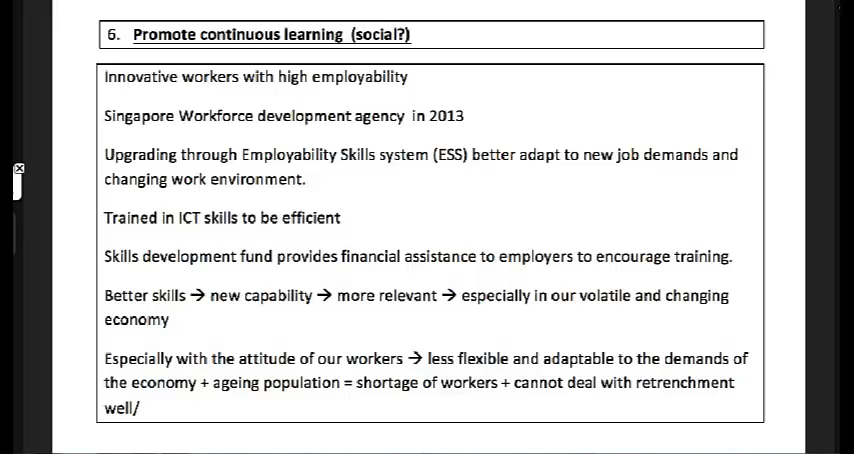 6. Promote continuous learning (social?)
Innovative workers with high employability
Singapore Workforce development agency in 2013
Upgrading through Employability Skills system (ESS) better adapt to new job demands and
changing work environment.
Trained in ICT skills to be efficient
Skills development fund provides financial assistance to employers to encourage training.
Better skills → new capability → more relevant → especially in our volatile and changing
economy
Especially with the attitude of our workers → less flexible and adaptable to the demands of
the economy + ageing population = shortage of workers + cannot deal with retrenchment
well/